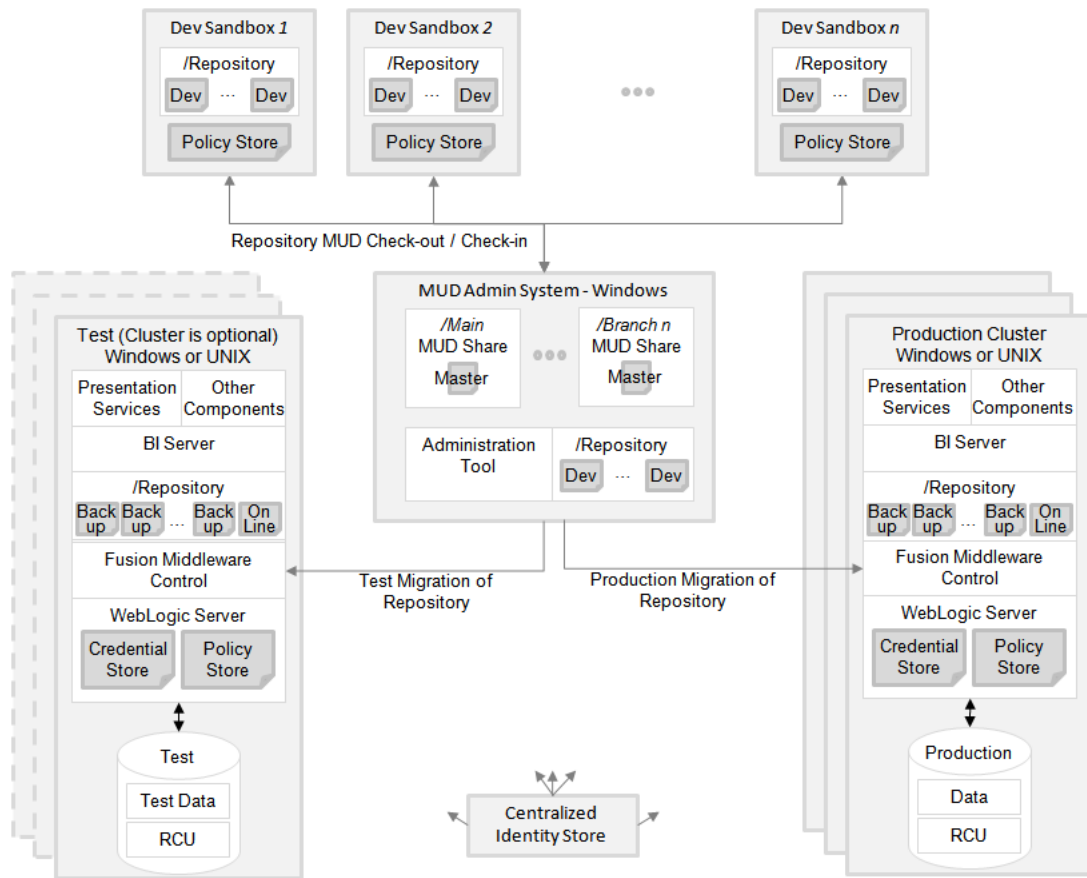 Dev Sandbox 1
/Repository
Dev ... Dev
Policy Store
Dev Sandbox 2
/Repository
Dev ... Dev
Policy Store
Dev Sandbox n
/Repository
Dev ... Dev
Policy Store
Repository MUD Check-out / Check-in
MUD Admin System - Windows
/Main
MUD Share
Master
/Branch n
MUD Share
Master
Administration
Tool
/Repository
Dev ... Dev
Test (Cluster is optional)
Windows or UNIX
Presentation
Services
Other
Components
BI Server
/Repository
Back
up
Back
up
...
Back
up
On
Line
Fusion Middleware
Control
WebLogic Server
Credential
Store
Policy
Store
Test
Test Data
RCU
Test Migration of
Repository
Production Migration of
Repository
Production Cluster
Windows or UNIX
Presentation
Services
Other
Components
BI Server
/Repository
Back
up
Back
up
...
Back
up
On
Line
Fusion Middleware
Control
WebLogic Server
Credential
Store
Policy
Store
Production
Data
RCU
Centralized
Identity Store